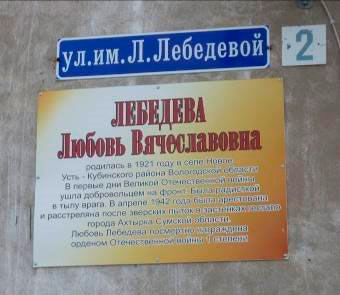 ул.им.Л.Лебедевой
2
ЛЕБЕДЕВА
Любовь Вячеславовна
родилась в 1921 году в селе Новое
Усть - Кубинского района Вологодской области
В первые дни Великой Отечественной войны
ушла добровольцем на фронт. Была радисткой
в тылу врага. В апреле 1942 года была арестована
и расстреляна после зверских пыток в застенках гестапо
города Ахтырка Сумской области.
Любовь Лебедева посмертно награждена
орденом Отечественной войны 1 степени